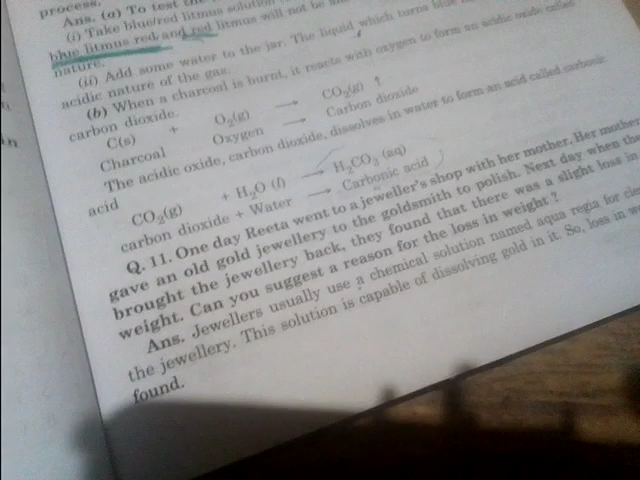 process.
Ans. (a) To test the
(i) Take blue/red litmus solution
blue litmus red and red litmus will not be
nature.
(ii) Add some water to the jar. The liquid which turns blue
acidic nature of the gas.
(b) When a charcoal is burnt, it reacts with oxygen to form an acidic oxide called
carbon dioxide.
C(s) + O₂(g) → CO₂(g) ↑
Charcoal Oxygen → Carbon dioxide
The acidic oxide, carbon dioxide, dissolves in water to form an acid called carbonic
acid
CO₂(g) + H₂O (l) → H₂CO₃ (aq)
carbon dioxide + Water → Carbonic acid
Q. 11. One day Reeta went to a jeweller's shop with her mother. Her mother
gave an old gold jewellery to the goldsmith to polish. Next day when the
brought the jewellery back, they found that there was a slight loss in
weight. Can you suggest a reason for the loss in weight ?
Ans. Jewellers usually use a chemical solution named aqua regia for
the jewellery. This solution is capable of dissolving gold in it. So, loss in
found.
in